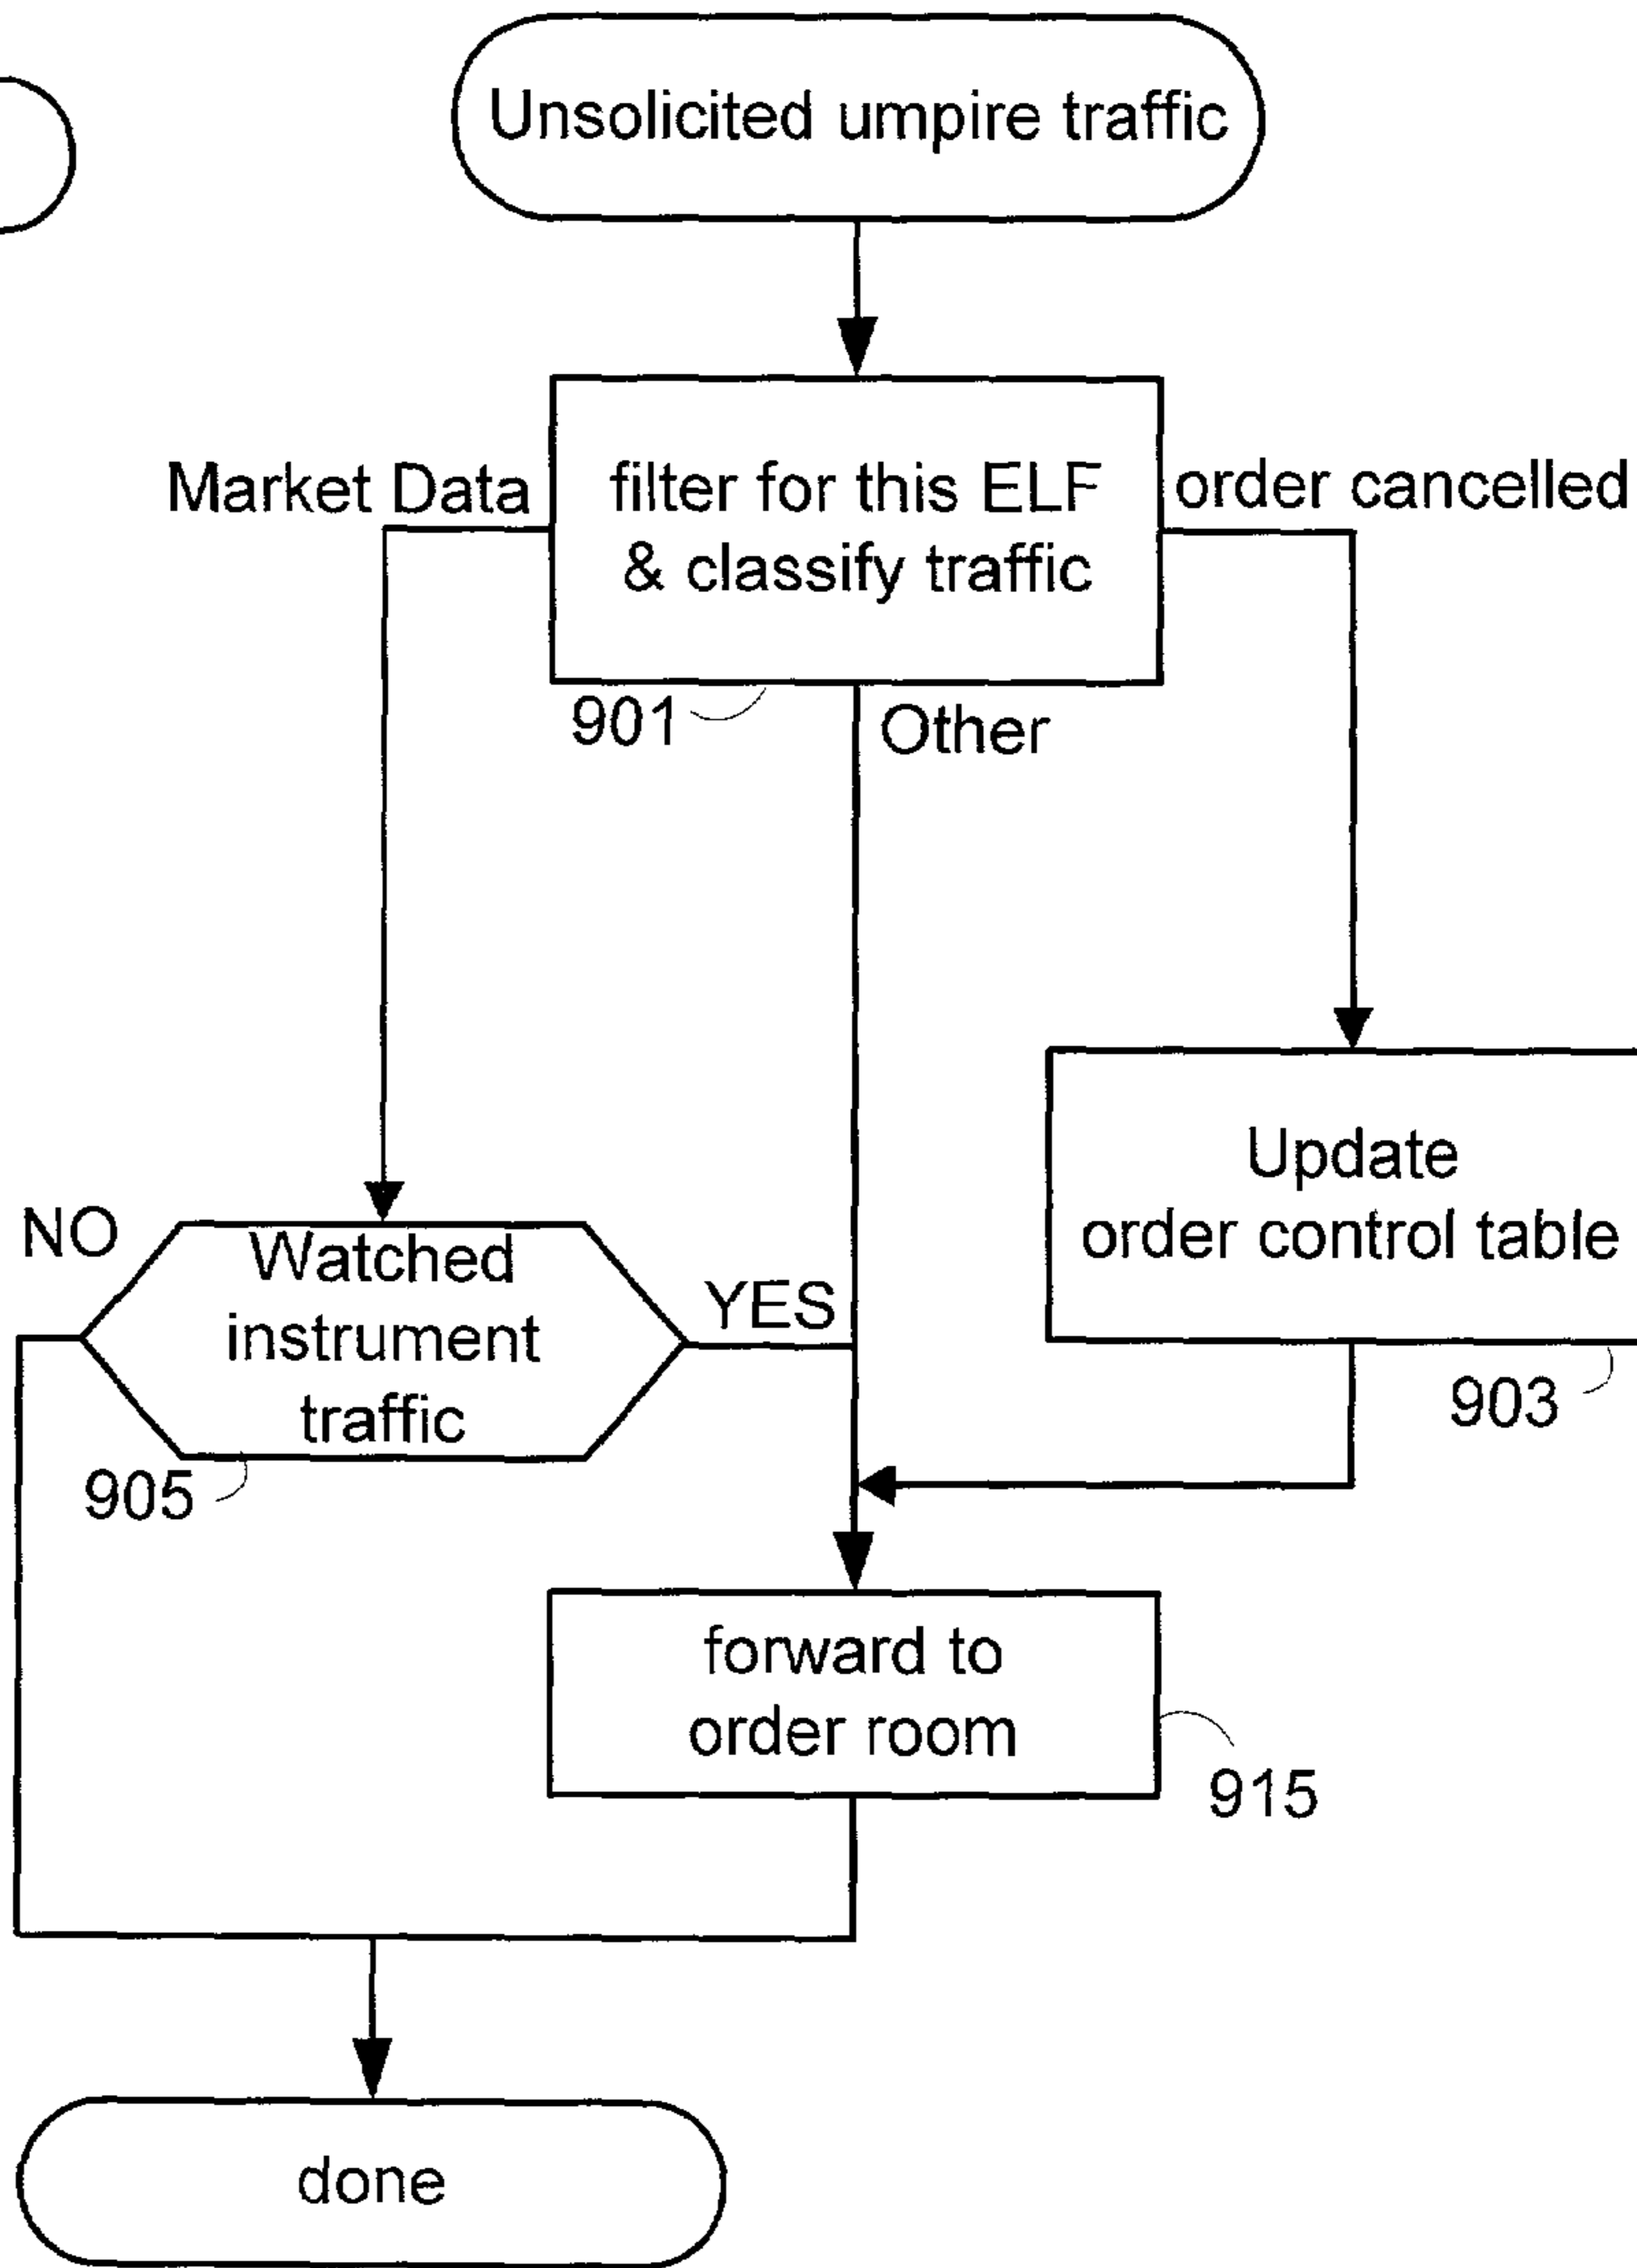 Unsolicited umpire traffic
Market Data
filter for this ELF
& classify traffic
order cancelled
901
Other
NO
Watched
instrument
traffic
YES
Update
order control table
903
905
forward to
order room
915
done